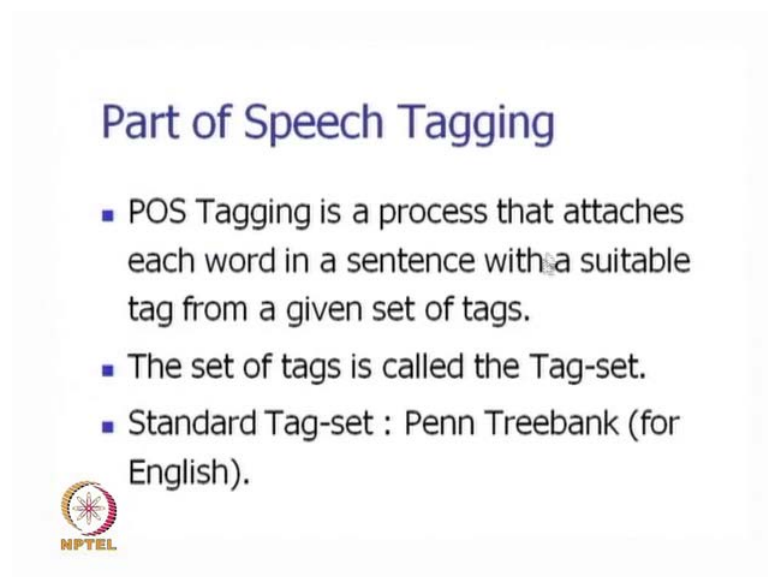 Part of Speech Tagging
POS Tagging is a process that attaches
each word in a sentence with a suitable
tag from a given set of tags.
The set of tags is called the Tag-set.
Standard Tag-set : Penn Treebank (for
English).
NPTEL